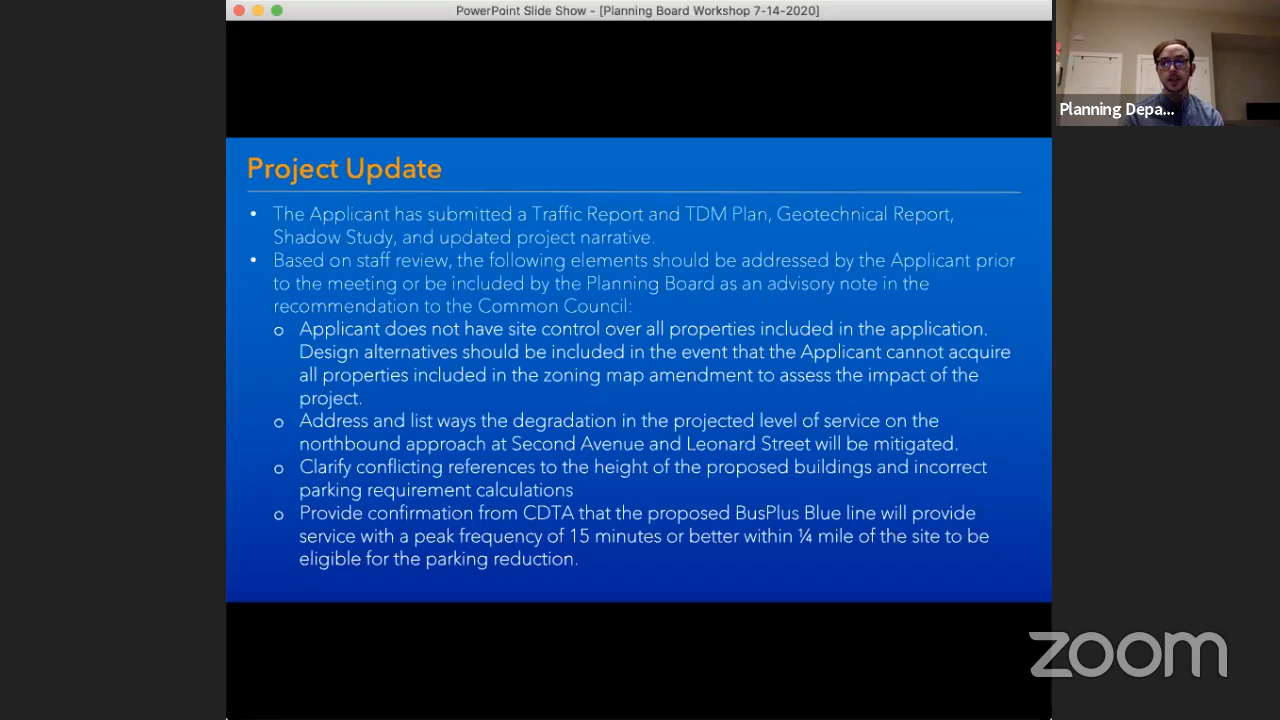 PowerPoint Slide Show - [Planning Board Workshop 7-14-2020]
Planning Depa...
Project Update
• The Applicant has submitted a Traffic Report and TDM Plan, Geotechnical Report,
Shadow Study, and updated project narrative.
• Based on staff review, the following elements should be addressed by the Applicant prior
to the meeting or be included by the Planning Board as an advisory note in the
recommendation to the Common Council:
o Applicant does not have site control over all properties included in the application.
Design alternatives should be included in the event that the Applicant cannot acquire
all properties included in the zoning map amendment to assess the impact of the
project.
o Address and list ways the degradation in the projected level of service on the
northbound approach at Second Avenue and Leonard Street will be mitigated.
o Clarify conflicting references to the height of the proposed buildings and incorrect
parking requirement calculations
o Provide confirmation from CDTA that the proposed BusPlus Blue line will provide
service with a peak frequency of 15 minutes or better within ¼ mile of the site to be
eligible for the parking reduction.
zoom